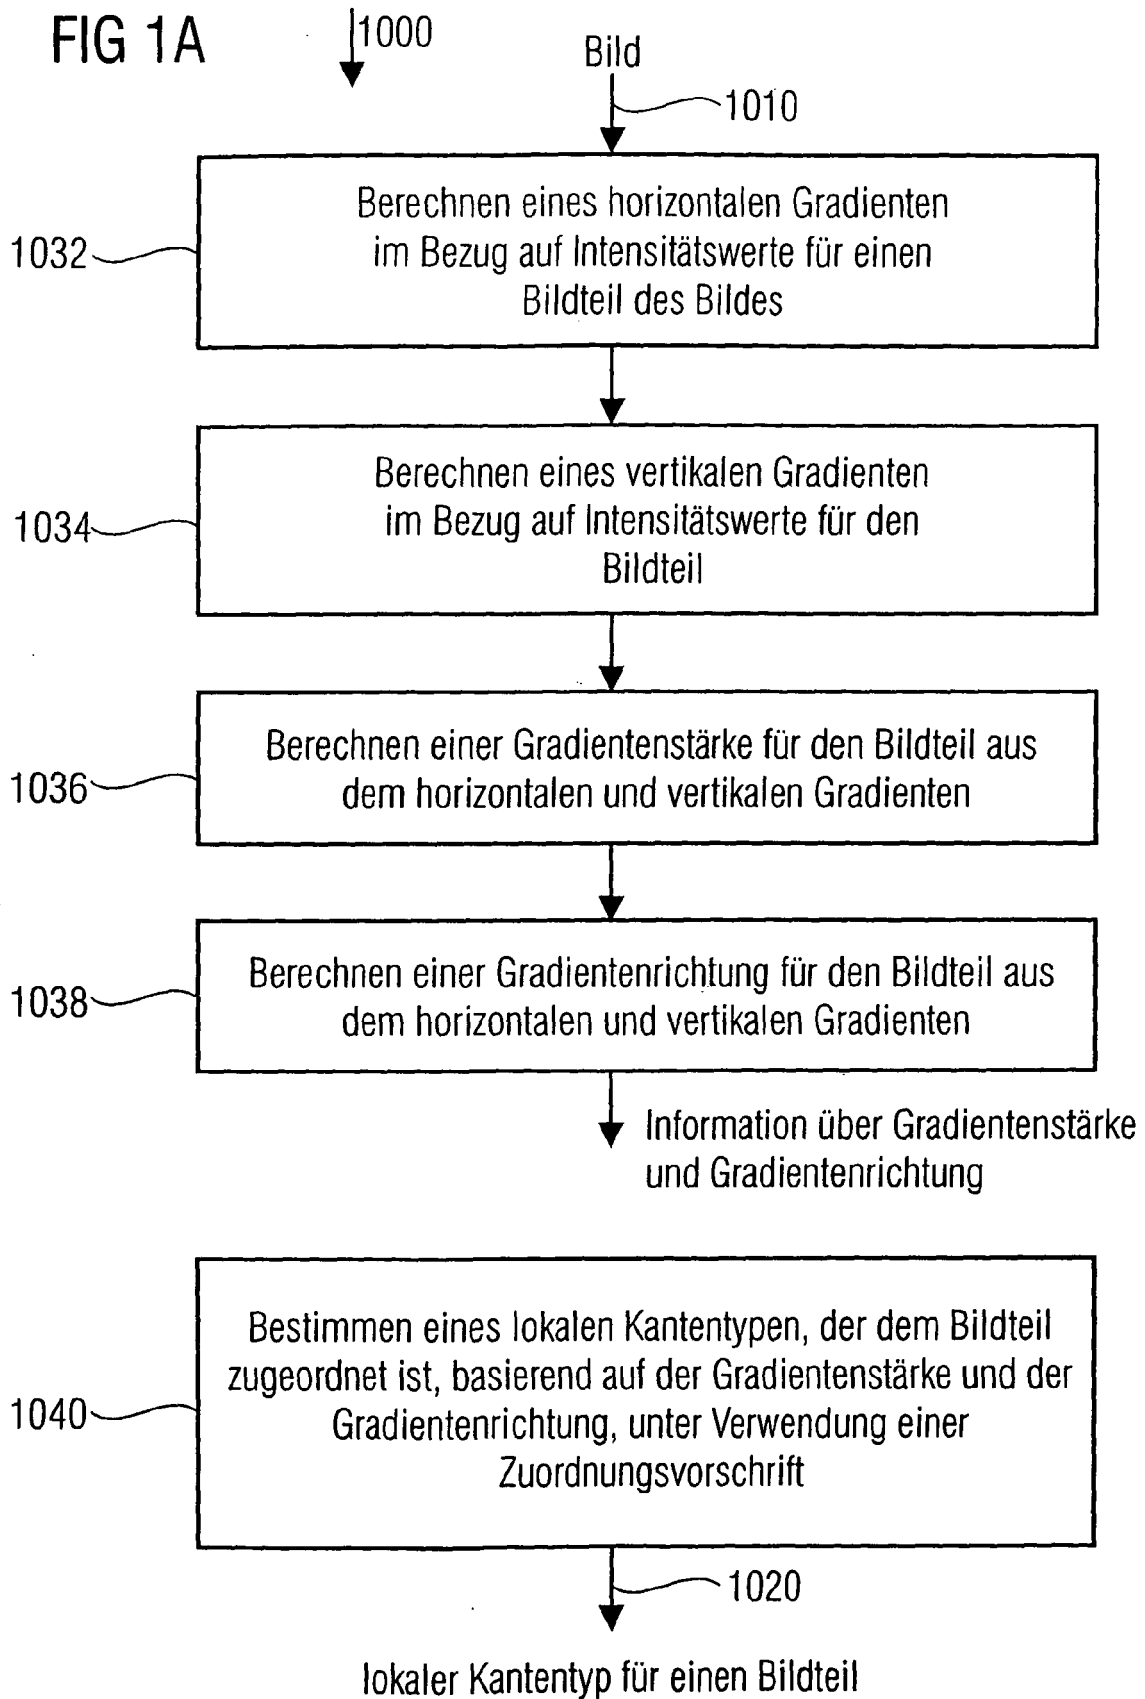 FIG 1A
1000
Bild
1010
Berechnen eines horizontalen Gradienten
im Bezug auf Intensitätswerte für einen
Bildteil des Bildes
1032
Berechnen eines vertikalen Gradienten
im Bezug auf Intensitätswerte für den
Bildteil
1034
Berechnen einer Gradientenstärke für den Bildteil aus
dem horizontalen und vertikalen Gradienten
1036
Berechnen einer Gradientenrichtung für den Bildteil aus
dem horizontalen und vertikalen Gradienten
1038
Information über Gradientenstärke
und Gradientenrichtung
Bestimmen eines lokalen Kantentypen, der dem Bildteil
zugeordnet ist, basierend auf der Gradientenstärke und der
Gradientenrichtung, unter Verwendung einer
Zuordnungsvorschrift
1040
1020
lokaler Kantentyp für einen Bildteil